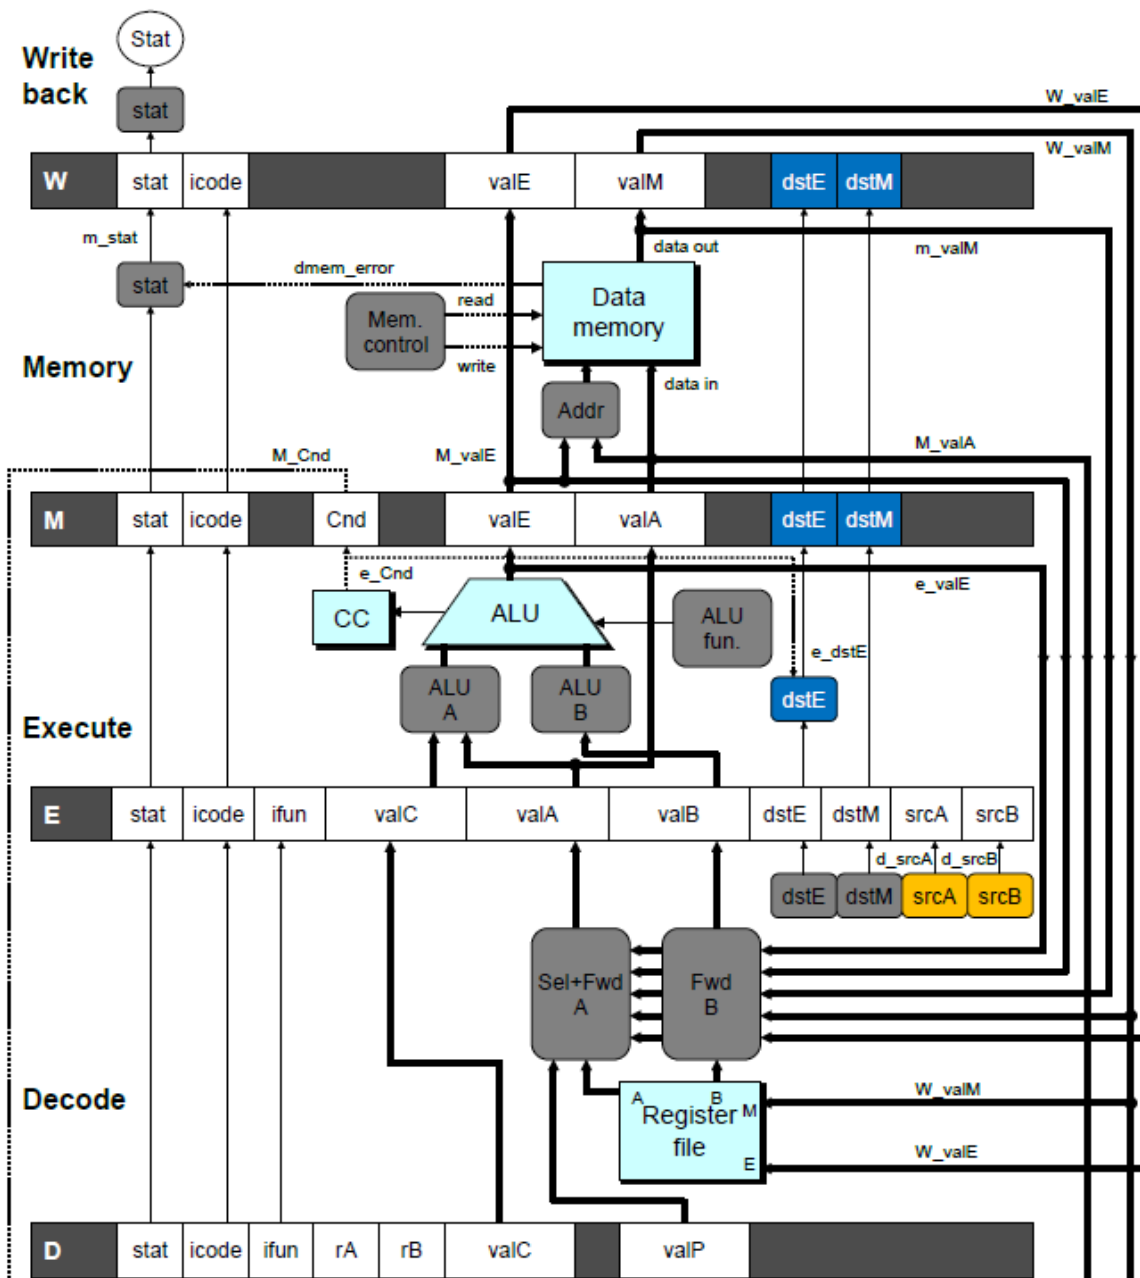 Stat
Write
back
stat
W_valE
W_valM
W stat icode valE valM dstE dstM
m_stat
data out
m_valM
dmem_error
stat
read
Mem.
control
Data
memory
Memory
write
data in
Addr
M_Cnd
M_valE
M_valA
M stat icode Cnd valE valA dstE dstM
e_Cnd
e_valE
CC
ALU
ALU
fun.
e_dstE
ALU
A
ALU
B
dstE
Execute
E stat icode ifun valC valA valB dstE dstM srcA srcB
d_srcA d_srcB
dstE dstM srcA srcB
Sel+Fwd
A
Fwd
B
Decode
A B
Register M
file
E
W_valM
W_valE
D stat icode ifun rA rB valC valP